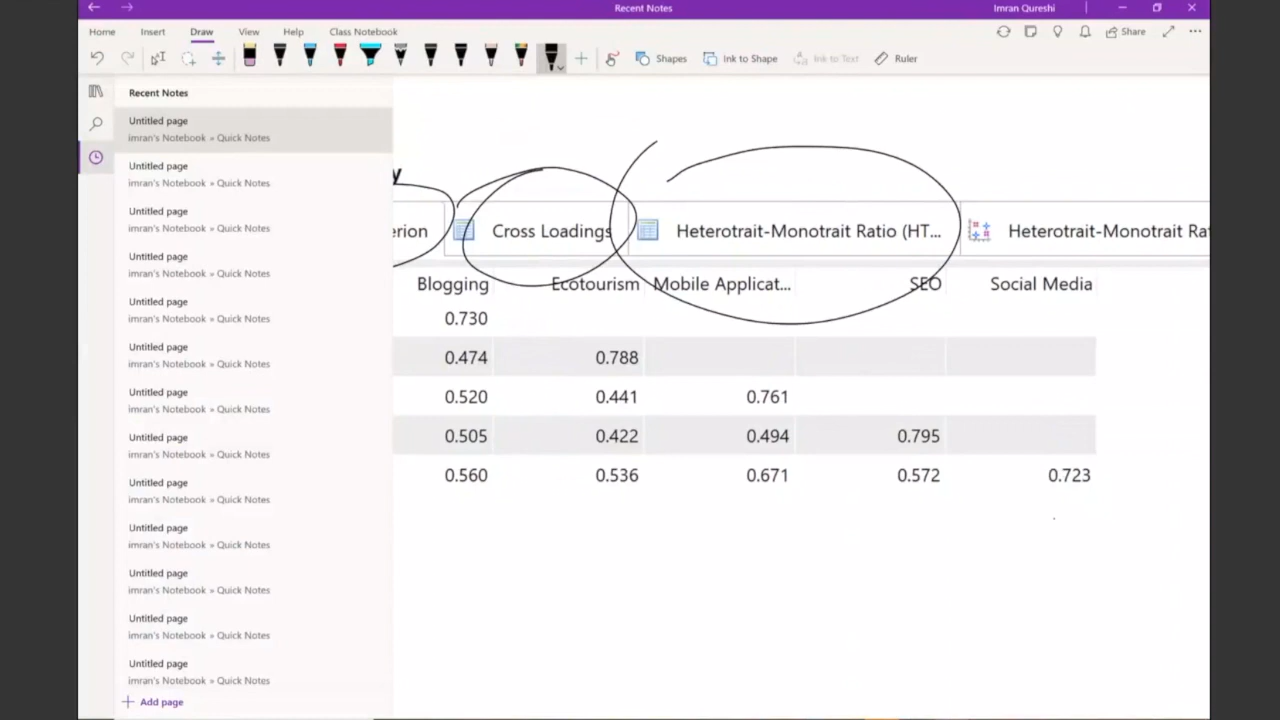 Recent Notes
Imran Qureshi
Home Insert Draw View Help Class Notebook
Share
Shapes Ink to Shape Ink to Text Ruler
Recent Notes
Untitled page
imran's Notebook » Quick Notes
Untitled page
imran's Notebook » Quick Notes
Untitled page
imran's Notebook » Quick Notes
Untitled page
imran's Notebook » Quick Notes
Untitled page
imran's Notebook » Quick Notes
Untitled page
imran's Notebook » Quick Notes
Untitled page
imran's Notebook » Quick Notes
Untitled page
imran's Notebook » Quick Notes
Untitled page
imran's Notebook » Quick Notes
Untitled page
imran's Notebook » Quick Notes
Untitled page
imran's Notebook » Quick Notes
Untitled page
imran's Notebook » Quick Notes
Untitled page
imran's Notebook » Quick Notes
Add page
y
erion Cross Loadings Heterotrait-Monotrait Ratio (HT... Heterotrait-Monotrait Rat
Blogging Ecotourism Mobile Applicat... SEO Social Media
0.730
0.474 0.788
0.520 0.441 0.761
0.505 0.422 0.494 0.795
0.560 0.536 0.671 0.572 0.723